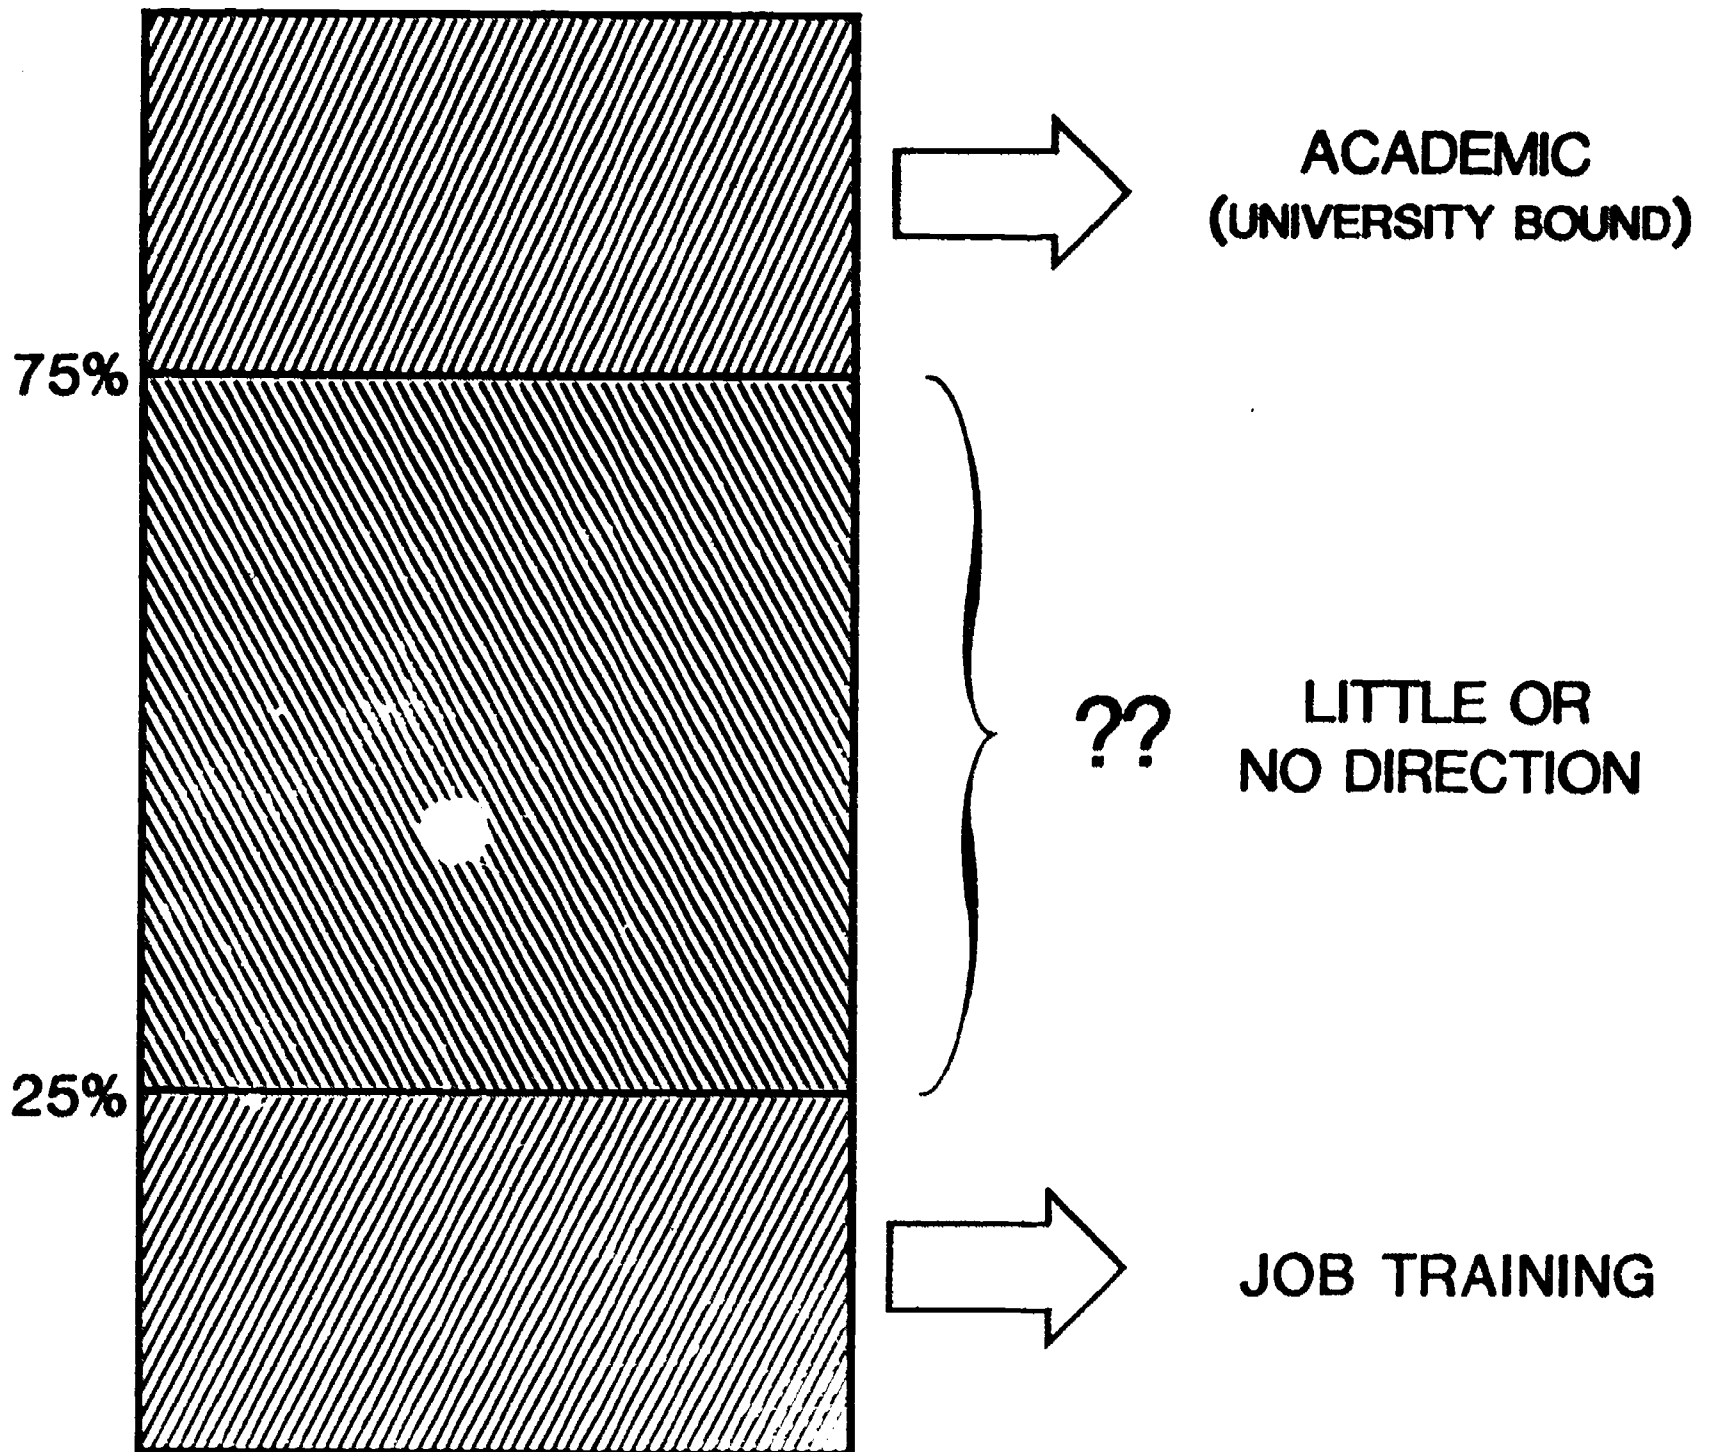 ACADEMIC
(UNIVERSITY BOUND)
75%
?? LITTLE OR
NO DIRECTION
25%
JOB TRAINING